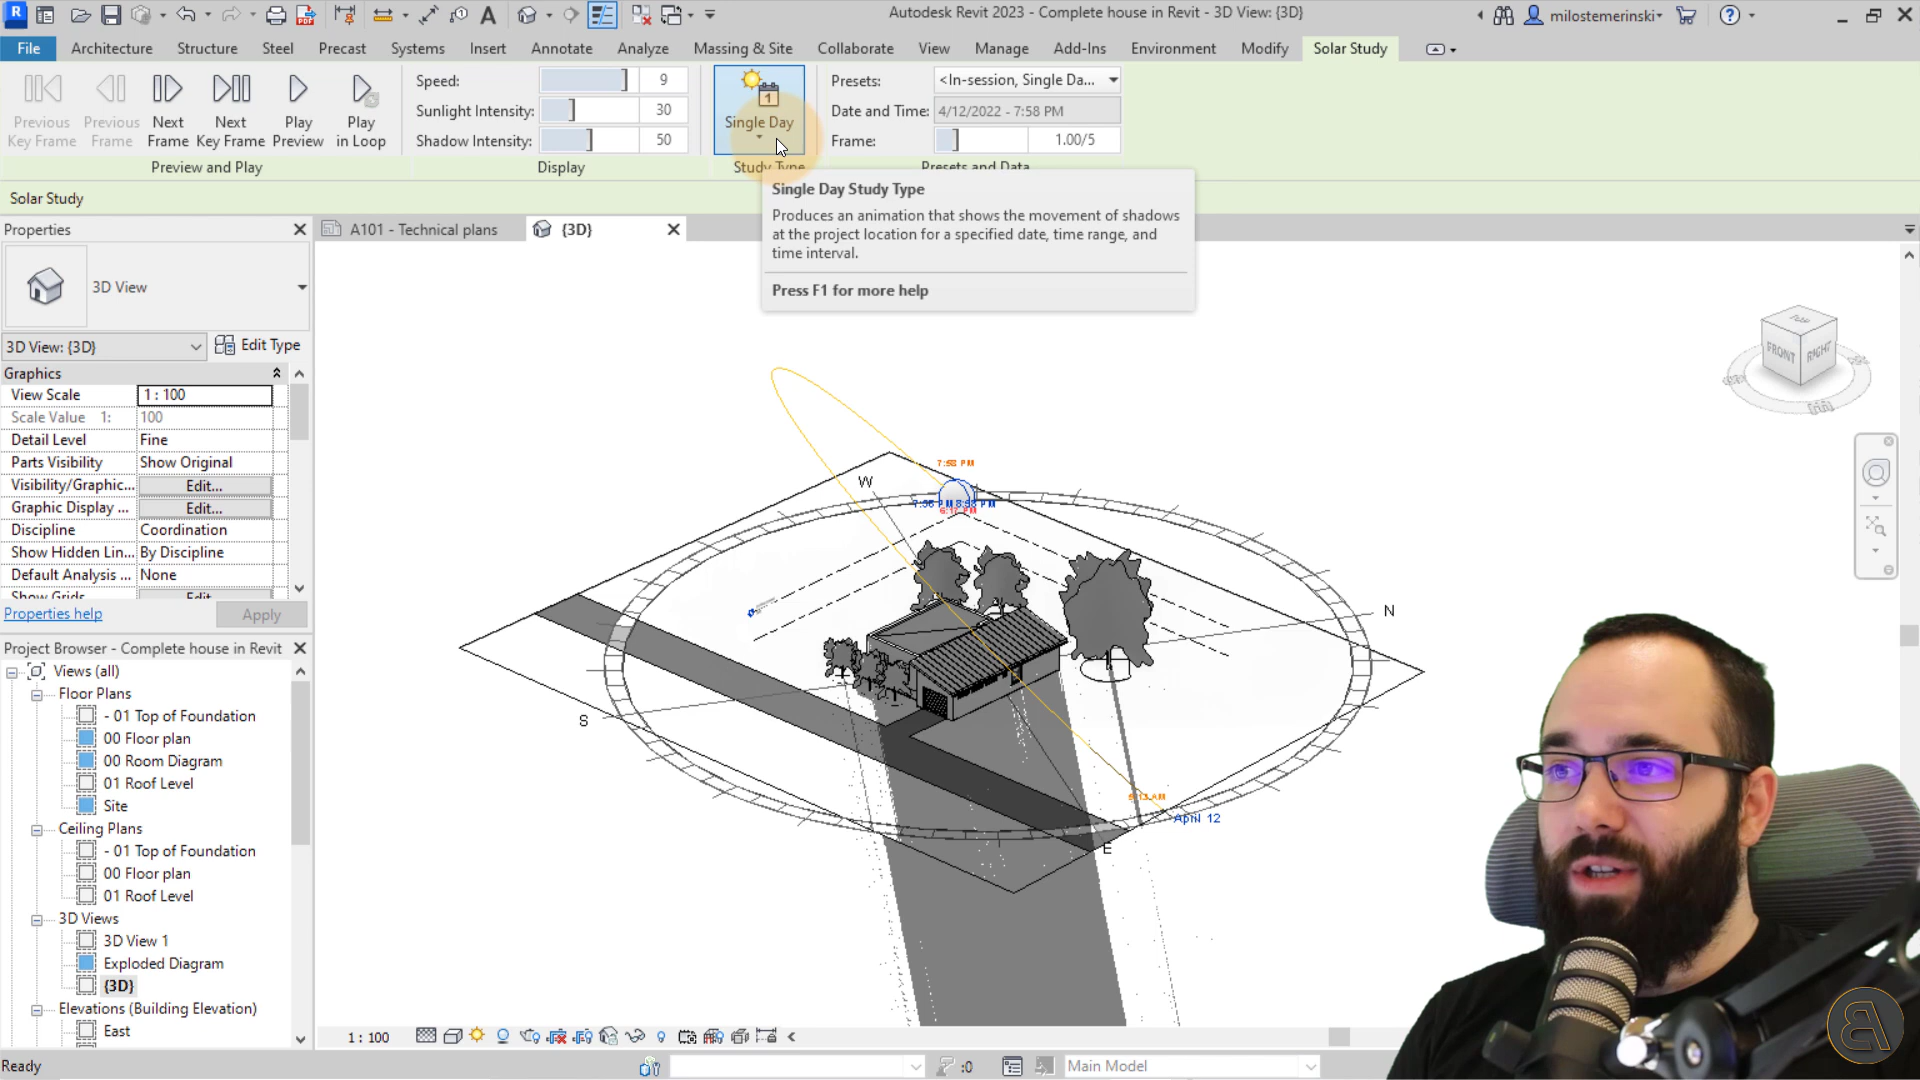 Autodesk Revit 2023 - Complete house in Revit - 3D View: {3D}
milostemerinski
File Architecture Structure Steel Precast Systems Insert Annotate Analyze Massing & Site Collaborate View Manage Add-Ins Environment Modify Solar Study
Previous Key Frame
Previous Frame
Next Frame
Next Key Frame
Play Preview
Play in Loop
Preview and Play
Speed: 9
Sunlight Intensity: 30
Shadow Intensity: 50
Display
1
Single Day
Study Type
Presets: <In-session, Single Da...
Date and Time: 4/12/2022 - 7:58 PM
Frame: 1.00/5
Presets and Data
Solar Study
Single Day Study Type
Produces an animation that shows the movement of shadows
at the project location for a specified date, time range, and
time interval.
Press F1 for more help
Properties
A101 - Technical plans
{3D}
3D View
3D View: {3D}
Edit Type
Graphics
View Scale 1 : 100
Scale Value 1: 100
Detail Level Fine
Parts Visibility Show Original
Visibility/Graphic... Edit...
Graphic Display ... Edit...
Discipline Coordination
Show Hidden Lin... By Discipline
Default Analysis ... None
Show Grids Edit
Properties help
Apply
Project Browser - Complete house in Revit
Views (all)
Floor Plans
- 01 Top of Foundation
00 Floor plan
00 Room Diagram
01 Roof Level
Site
Ceiling Plans
- 01 Top of Foundation
00 Floor plan
01 Roof Level
3D Views
3D View 1
Exploded Diagram
{3D}
Elevations (Building Elevation)
East
TOP
FRONT
RIGHT
7:58 PM
W
N
S
E
April 12
1 : 100
Ready
:0
Main Model